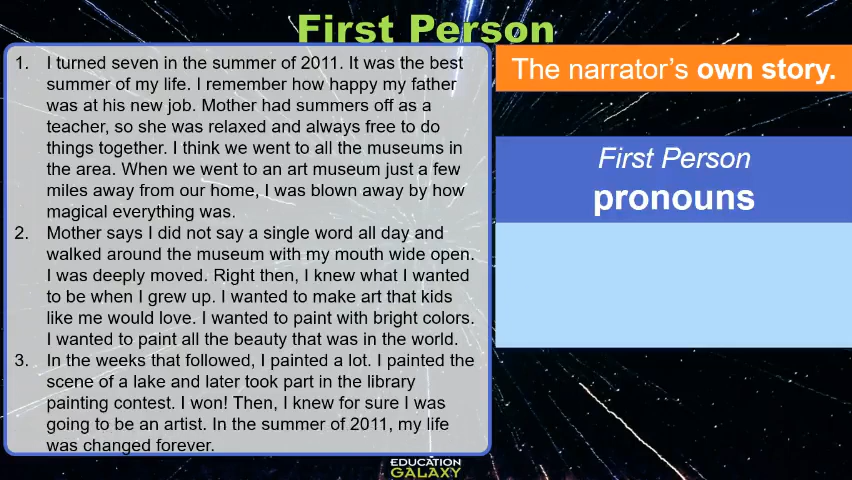 First Person
1. I turned seven in the summer of 2011. It was the best
summer of my life. I remember how happy my father
was at his new job. Mother had summers off as a
teacher, so she was relaxed and always free to do
things together. I think we went to all the museums in
the area. When we went to an art museum just a few
miles away from our home, I was blown away by how
magical everything was.
2. Mother says I did not say a single word all day and
walked around the museum with my mouth wide open.
I was deeply moved. Right then, I knew what I wanted
to be when I grew up. I wanted to make art that kids
like me would love. I wanted to paint with bright colors.
I wanted to paint all the beauty that was in the world.
3. In the weeks that followed, I painted a lot. I painted the
scene of a lake and later took part in the library
painting contest. I won! Then, I knew for sure I was
going to be an artist. In the summer of 2011, my life
was changed forever.
The narrator's own story.
First Person
pronouns
EDUCATION
GALAXY